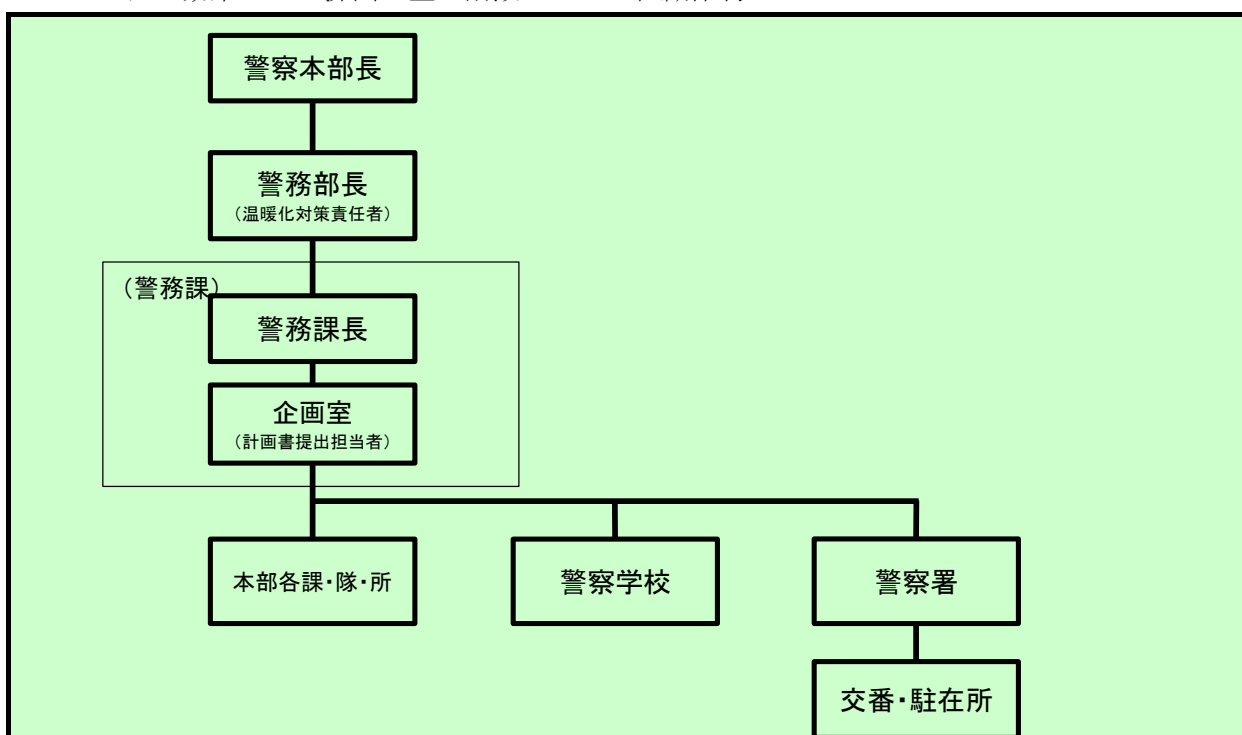 警察本部長
警務部長
（温暖化対策責任者）
（警務課）
警務課長
企画室
（計画書提出担当者）
本部各課・隊・所
警察学校
警察署
交番・駐在所